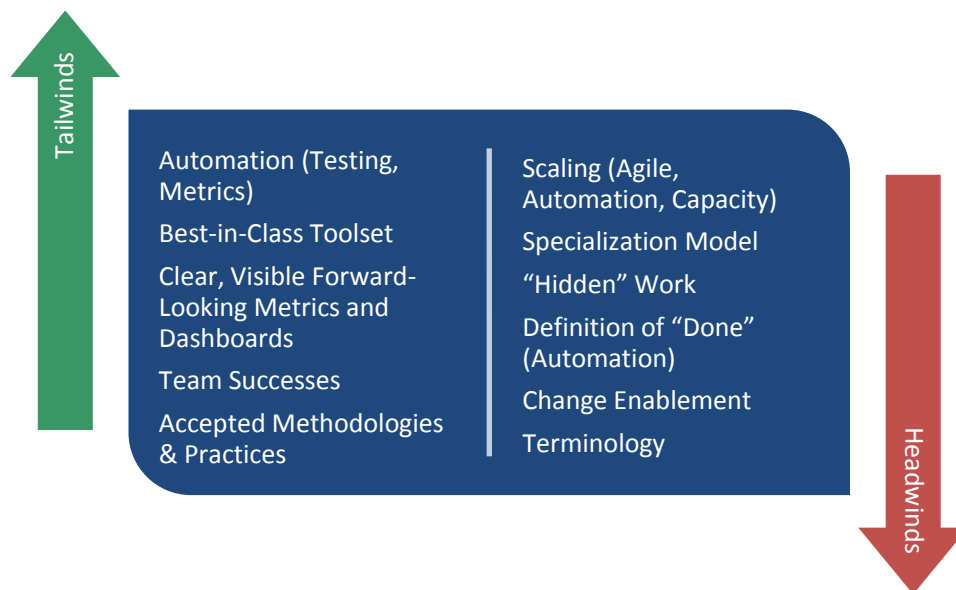 Tailwinds
Automation (Testing,
Metrics)
Best-in-Class Toolset
Clear, Visible Forward-
Looking Metrics and
Dashboards
Team Successes
Accepted Methodologies
& Practices
Scaling (Agile,
Automation, Capacity)
Specialization Model
“Hidden” Work
Definition of “Done”
(Automation)
Change Enablement
Terminology
Headwinds